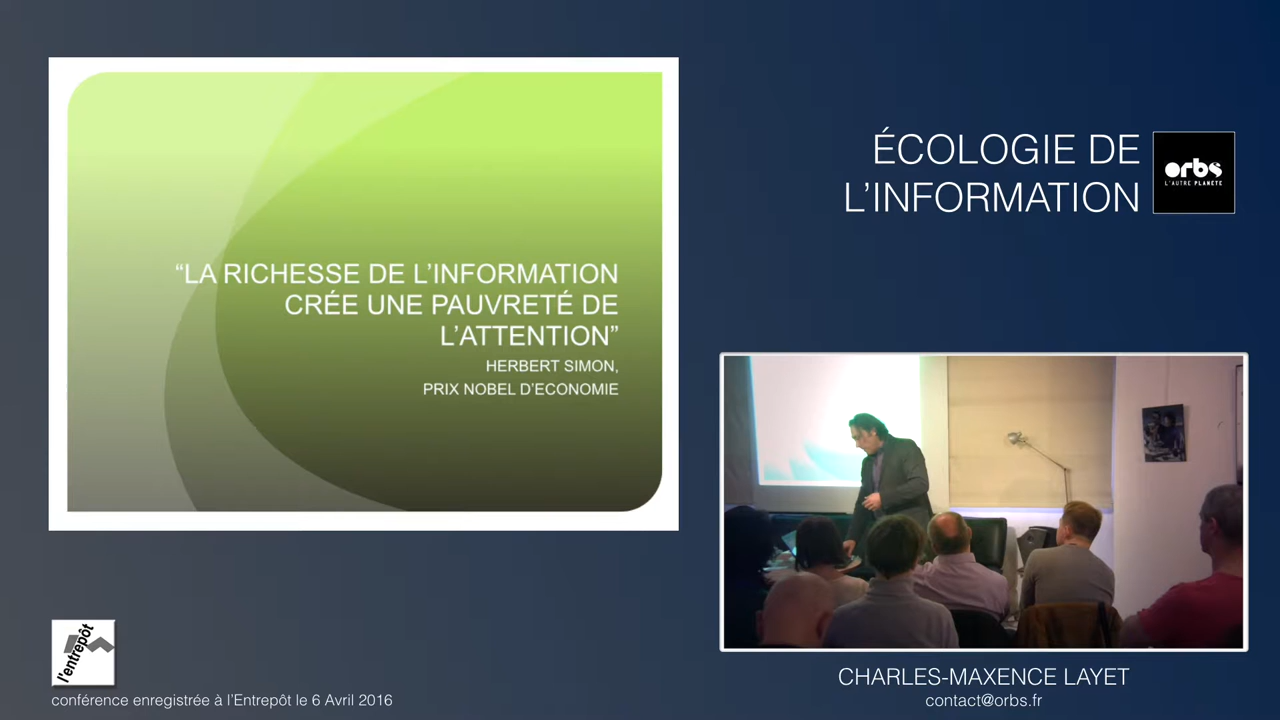 “LA RICHESSE DE L’INFORMATION
CRÉE UNE PAUVRETÉ DE
L’ATTENTION”
HERBERT SIMON,
PRIX NOBEL D’ECONOMIE
ÉCOLOGIE DE
L’INFORMATION
orbs
L’AUTRE PLANÈTE
CHARLES-MAXENCE LAYET
contact@orbs.fr
l’entrepôt
conférence enregistrée à l’Entrepôt le 6 Avril 2016